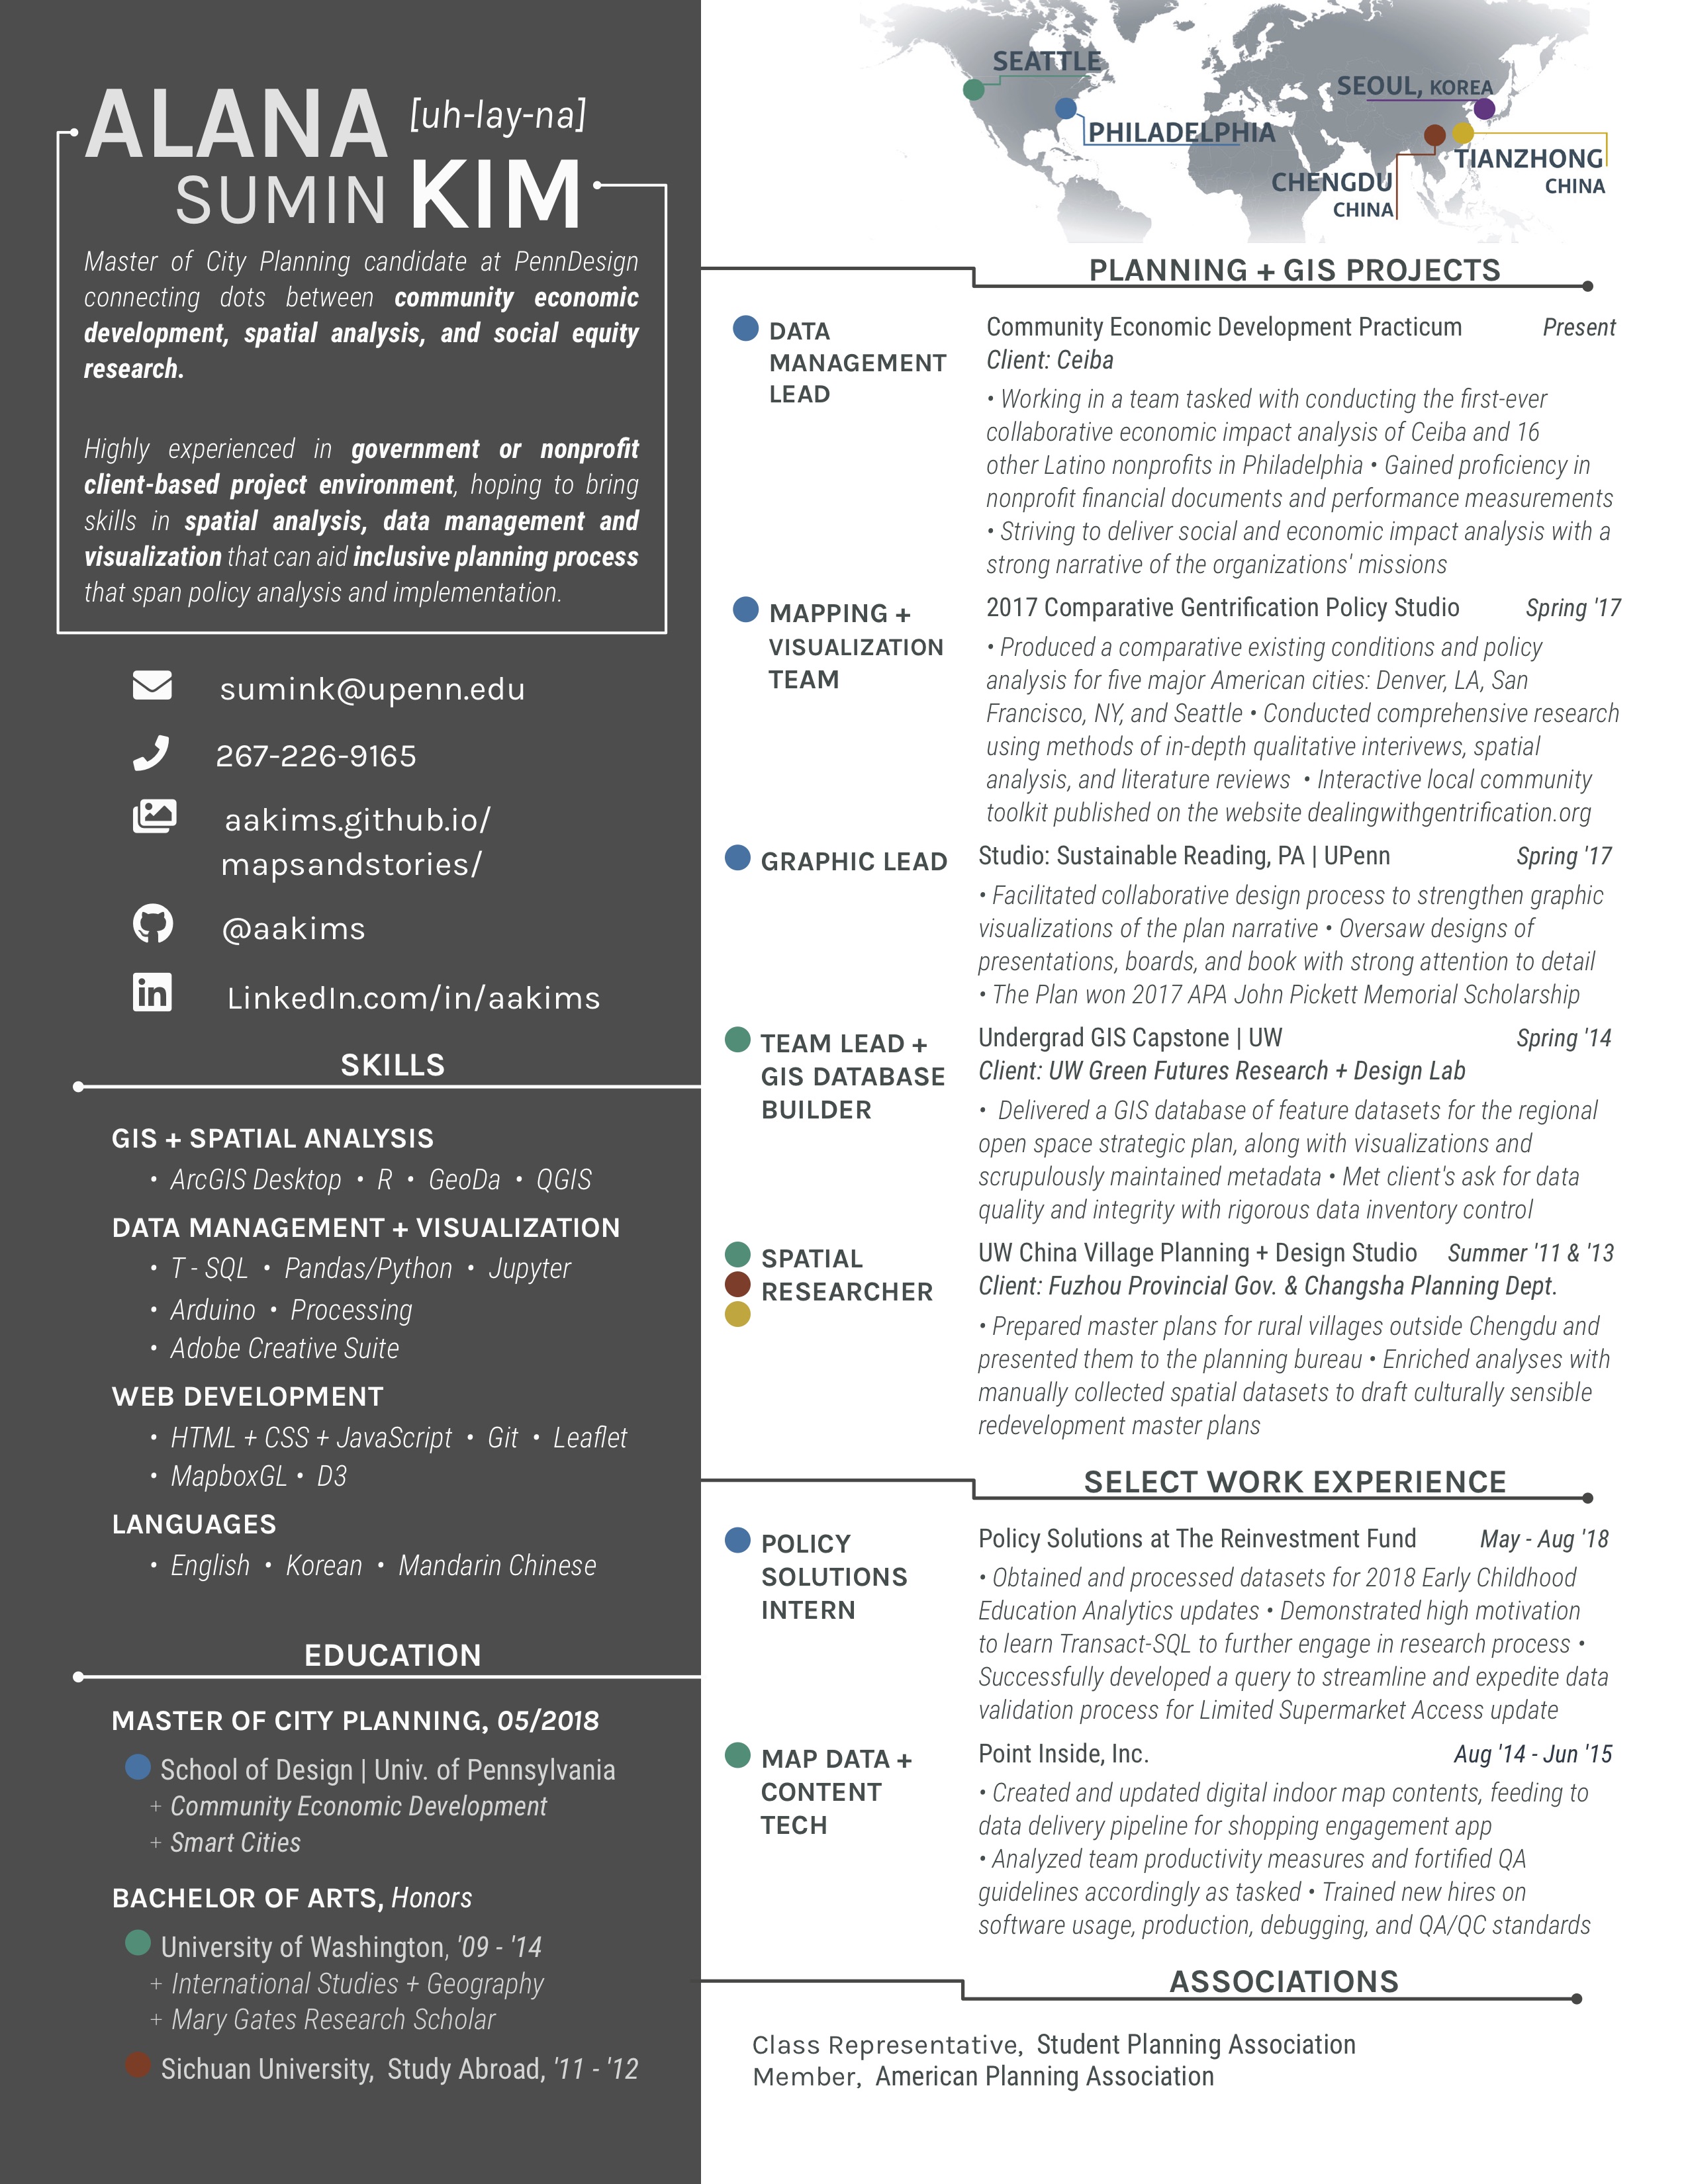 ALANA [uh-lay-na]
SUMIN KIM
Master of City Planning candidate at PennDesign
connecting dots between community economic
development, spatial analysis, and social equity
research.
Highly experienced in government or nonprofit
client-based project environment, hoping to bring
skills in spatial analysis, data management and
visualization that can aid inclusive planning process
that span policy analysis and implementation.
sumink@upenn.edu
267-226-9165
aakims.github.io/
mapsandstories/
@aakims
LinkedIn.com/in/aakims
SKILLS
GIS + SPATIAL ANALYSIS
• ArcGIS Desktop • R • GeoDa • QGIS
DATA MANAGEMENT + VISUALIZATION
• T - SQL • Pandas/Python • Jupyter
• Arduino • Processing
• Adobe Creative Suite
WEB DEVELOPMENT
• HTML + CSS + JavaScript • Git • Leaflet
• MapboxGL • D3
LANGUAGES
• English • Korean • Mandarin Chinese
EDUCATION
MASTER OF CITY PLANNING, 05/2018
School of Design | Univ. of Pennsylvania
+ Community Economic Development
+ Smart Cities
BACHELOR OF ARTS, Honors
University of Washington, '09 - '14
+ International Studies + Geography
+ Mary Gates Research Scholar
Sichuan University, Study Abroad, '11 - '12
SEATTLE
PHILADELPHIA
SEOUL, KOREA
TIANZHONG
CHINA
CHENGDU
CHINA
PLANNING + GIS PROJECTS
DATA
MANAGEMENT
LEAD
Community Economic Development Practicum Present
Client: Ceiba
• Working in a team tasked with conducting the first-ever
collaborative economic impact analysis of Ceiba and 16
other Latino nonprofits in Philadelphia • Gained proficiency in
nonprofit financial documents and performance measurements
• Striving to deliver social and economic impact analysis with a
strong narrative of the organizations' missions
MAPPING +
VISUALIZATION
TEAM
2017 Comparative Gentrification Policy Studio Spring '17
• Produced a comparative existing conditions and policy
analysis for five major American cities: Denver, LA, San
Francisco, NY, and Seattle • Conducted comprehensive research
using methods of in-depth qualitative interivews, spatial
analysis, and literature reviews • Interactive local community
toolkit published on the website dealingwithgentrification.org
GRAPHIC LEAD
Studio: Sustainable Reading, PA | UPenn Spring '17
• Facilitated collaborative design process to strengthen graphic
visualizations of the plan narrative • Oversaw designs of
presentations, boards, and book with strong attention to detail
• The Plan won 2017 APA John Pickett Memorial Scholarship
TEAM LEAD +
GIS DATABASE
BUILDER
Undergrad GIS Capstone | UW Spring '14
Client: UW Green Futures Research + Design Lab
• Delivered a GIS database of feature datasets for the regional
open space strategic plan, along with visualizations and
scrupulously maintained metadata • Met client's ask for data
quality and integrity with rigorous data inventory control
SPATIAL
RESEARCHER
UW China Village Planning + Design Studio Summer '11 & '13
Client: Fuzhou Provincial Gov. & Changsha Planning Dept.
• Prepared master plans for rural villages outside Chengdu and
presented them to the planning bureau • Enriched analyses with
manually collected spatial datasets to draft culturally sensible
redevelopment master plans
SELECT WORK EXPERIENCE
POLICY
SOLUTIONS
INTERN
Policy Solutions at The Reinvestment Fund May - Aug '18
• Obtained and processed datasets for 2018 Early Childhood
Education Analytics updates • Demonstrated high motivation
to learn Transact-SQL to further engage in research process •
Successfully developed a query to streamline and expedite data
validation process for Limited Supermarket Access update
MAP DATA +
CONTENT
TECH
Point Inside, Inc. Aug '14 - Jun '15
• Created and updated digital indoor map contents, feeding to
data delivery pipeline for shopping engagement app
• Analyzed team productivity measures and fortified QA
guidelines accordingly as tasked • Trained new hires on
software usage, production, debugging, and QA/QC standards
ASSOCIATIONS
Class Representative, Student Planning Association
Member, American Planning Association